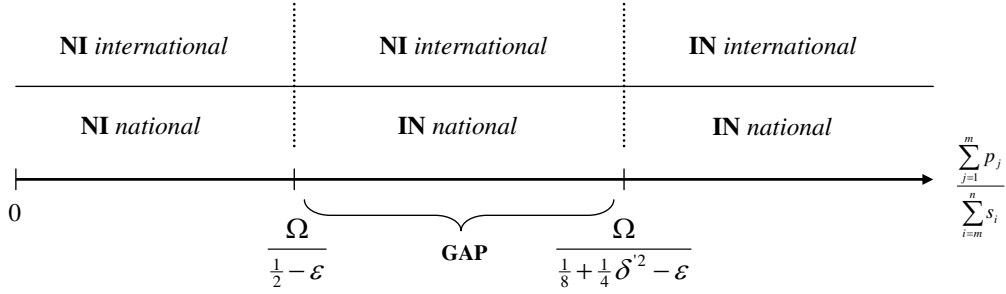 NI international NI international IN international
NI national IN national IN national
0
Ω / (½ − ε)
GAP
Ω / (⅛ + ¼ δ'² − ε)
∑_{j=1}^{m} p_j / ∑_{i=m}^{n} s_i